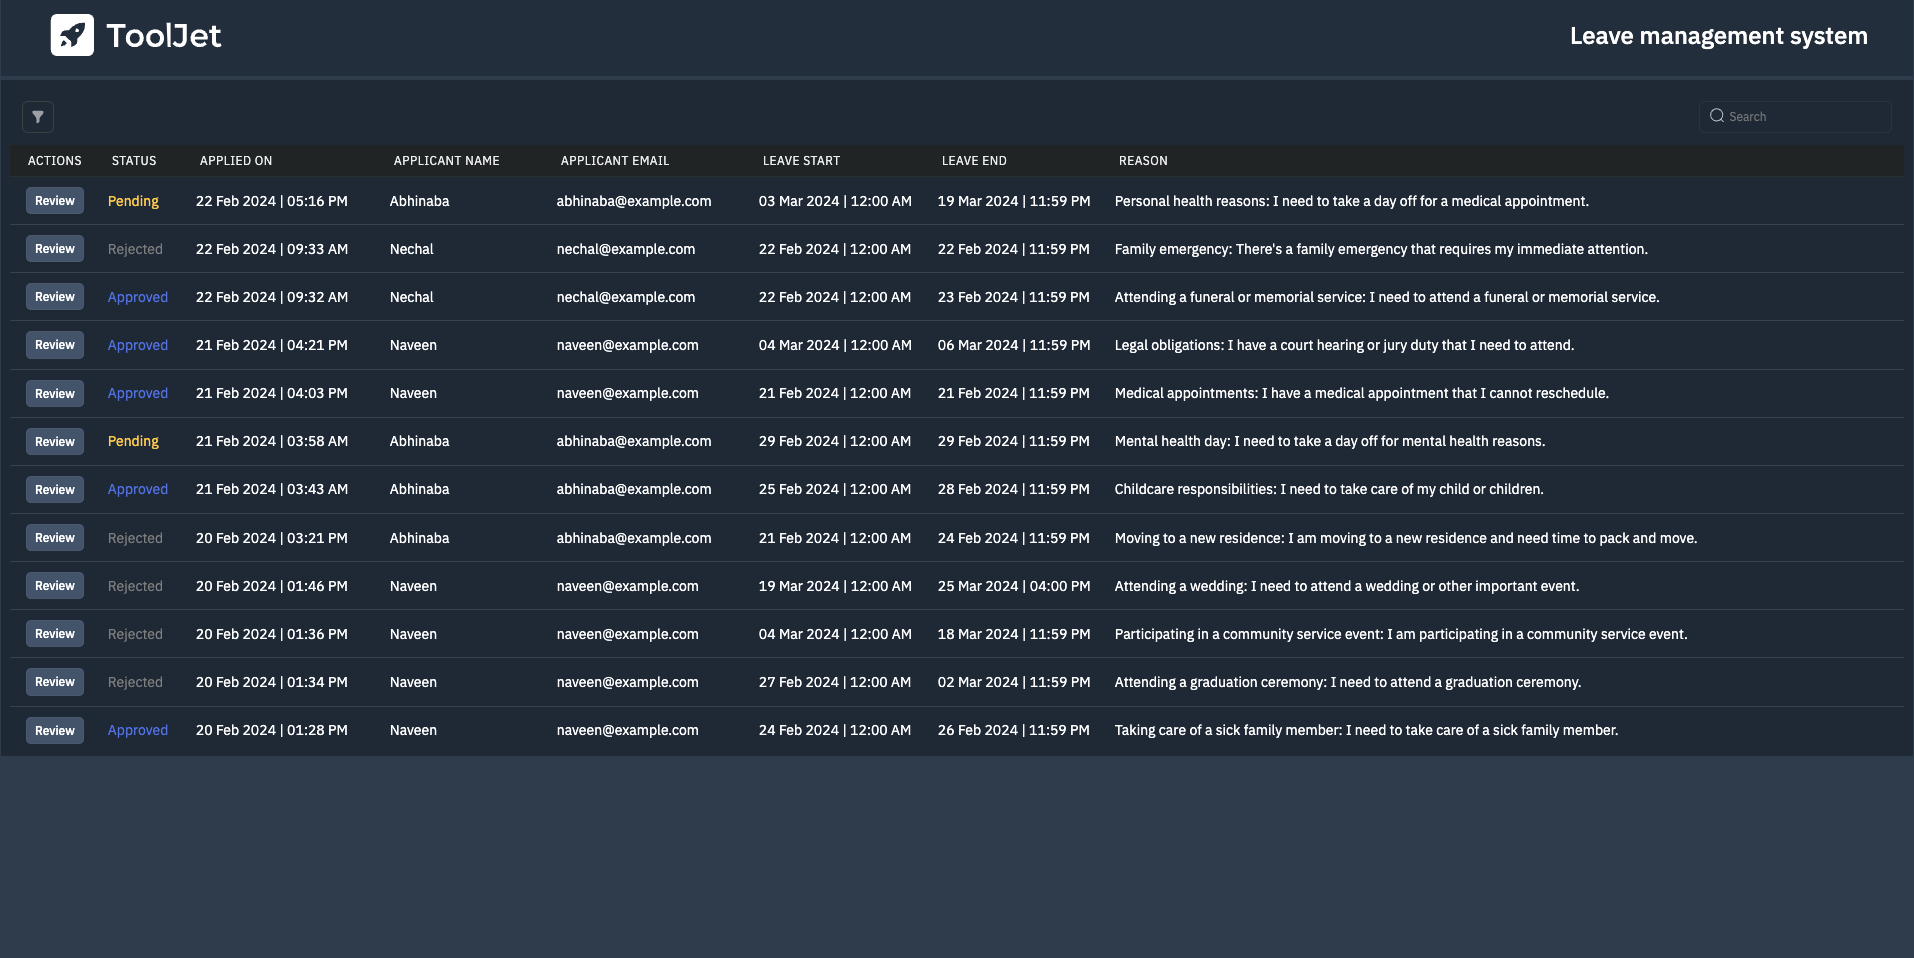 ToolJet
Leave management system
Search
ACTIONS STATUS APPLIED ON APPLICANT NAME APPLICANT EMAIL LEAVE START LEAVE END REASON
Review Pending 22 Feb 2024 | 05:16 PM Abhinaba abhinaba@example.com 03 Mar 2024 | 12:00 AM 19 Mar 2024 | 11:59 PM Personal health reasons: I need to take a day off for a medical appointment.
Review Rejected 22 Feb 2024 | 09:33 AM Nechal nechal@example.com 22 Feb 2024 | 12:00 AM 22 Feb 2024 | 11:59 PM Family emergency: There's a family emergency that requires my immediate attention.
Review Approved 22 Feb 2024 | 09:32 AM Nechal nechal@example.com 22 Feb 2024 | 12:00 AM 23 Feb 2024 | 11:59 PM Attending a funeral or memorial service: I need to attend a funeral or memorial service.
Review Approved 21 Feb 2024 | 04:21 PM Naveen naveen@example.com 04 Mar 2024 | 12:00 AM 06 Mar 2024 | 11:59 PM Legal obligations: I have a court hearing or jury duty that I need to attend.
Review Approved 21 Feb 2024 | 04:03 PM Naveen naveen@example.com 21 Feb 2024 | 12:00 AM 21 Feb 2024 | 11:59 PM Medical appointments: I have a medical appointment that I cannot reschedule.
Review Pending 21 Feb 2024 | 03:58 AM Abhinaba abhinaba@example.com 29 Feb 2024 | 12:00 AM 29 Feb 2024 | 11:59 PM Mental health day: I need to take a day off for mental health reasons.
Review Approved 21 Feb 2024 | 03:43 AM Abhinaba abhinaba@example.com 25 Feb 2024 | 12:00 AM 28 Feb 2024 | 11:59 PM Childcare responsibilities: I need to take care of my child or children.
Review Rejected 20 Feb 2024 | 03:21 PM Abhinaba abhinaba@example.com 21 Feb 2024 | 12:00 AM 24 Feb 2024 | 11:59 PM Moving to a new residence: I am moving to a new residence and need time to pack and move.
Review Rejected 20 Feb 2024 | 01:46 PM Naveen naveen@example.com 19 Mar 2024 | 12:00 AM 25 Mar 2024 | 04:00 PM Attending a wedding: I need to attend a wedding or other important event.
Review Rejected 20 Feb 2024 | 01:36 PM Naveen naveen@example.com 04 Mar 2024 | 12:00 AM 18 Mar 2024 | 11:59 PM Participating in a community service event: I am participating in a community service event.
Review Rejected 20 Feb 2024 | 01:34 PM Naveen naveen@example.com 27 Feb 2024 | 12:00 AM 02 Mar 2024 | 11:59 PM Attending a graduation ceremony: I need to attend a graduation ceremony.
Review Approved 20 Feb 2024 | 01:28 PM Naveen naveen@example.com 24 Feb 2024 | 12:00 AM 26 Feb 2024 | 11:59 PM Taking care of a sick family member: I need to take care of a sick family member.